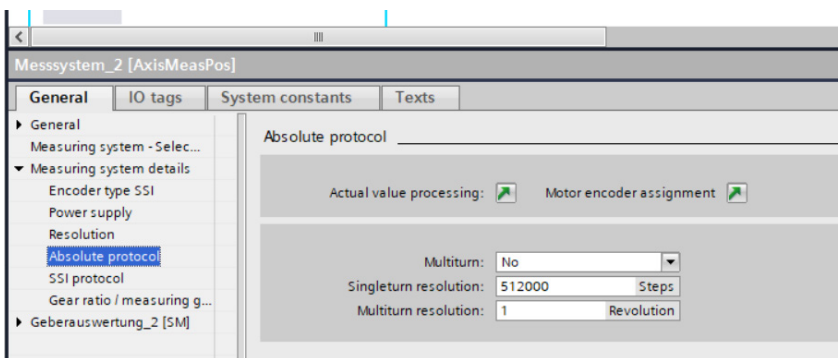 Messsystem_2 [AxisMeasPos]
General IO tags System constants Texts
General
Measuring system - Selec...
Measuring system details
Encoder type SSI
Power supply
Resolution
Absolute protocol
SSI protocol
Gear ratio / measuring g...
Geberauswertung_2 [SM]
Absolute protocol
Actual value processing: Motor encoder assignment
Multiturn: No
Singleturn resolution: 512000 Steps
Multiturn resolution: 1 Revolution